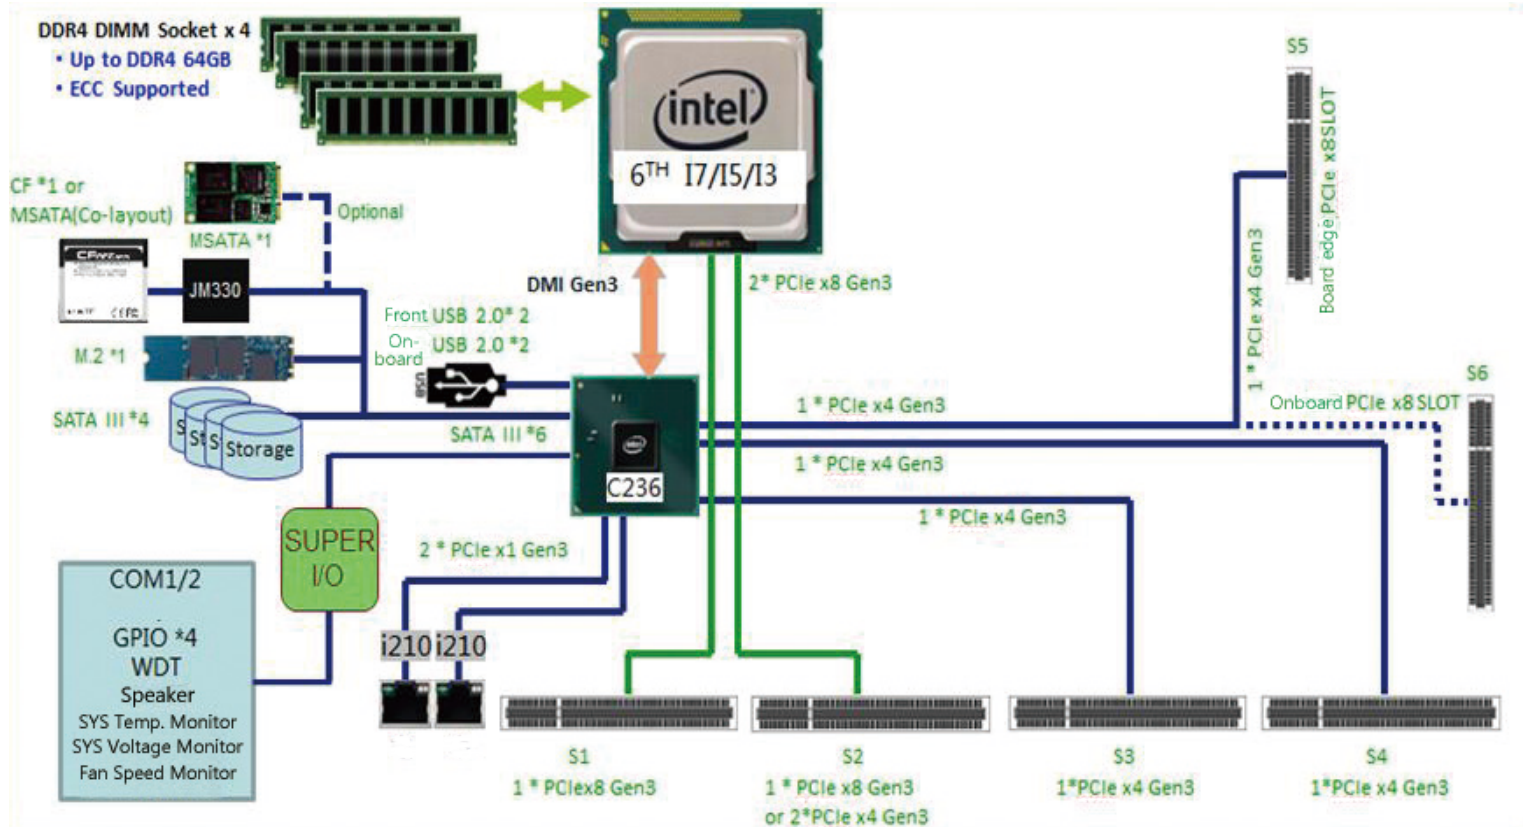 DDR4 DIMM Socket x 4
• Up to DDR4 64GB
• ECC Supported
intel
6TH I7/I5/I3
S5
Board edge:PCIe x8SLOT
1 * PCIe x4 Gen3
CF *1 or
MSATA(Co-layout)
MSATA *1
Optional
JM330
M.2 *1
SATA III *4
Storage
DMI Gen3
2* PCIe x8 Gen3
Front USB 2.0* 2
On-board USB 2.0 *2
USB
SATA III *6
intel
C236
1 * PCIe x4 Gen3
1 * PCIe x4 Gen3
1 * PCIe x4 Gen3
S6
Onboard PCIe x8 SLOT
SUPER
I/O
2 * PCIe x1 Gen3
COM1/2
GPIO *4
WDT
Speaker
SYS Temp. Monitor
SYS Voltage Monitor
Fan Speed Monitor
i210
i210
S1
1 * PCIex8 Gen3
S2
1 * PCIe x8 Gen3
or 2*PCIe x4 Gen3
S3
1*PCIe x4 Gen3
S4
1*PCIe x4 Gen3